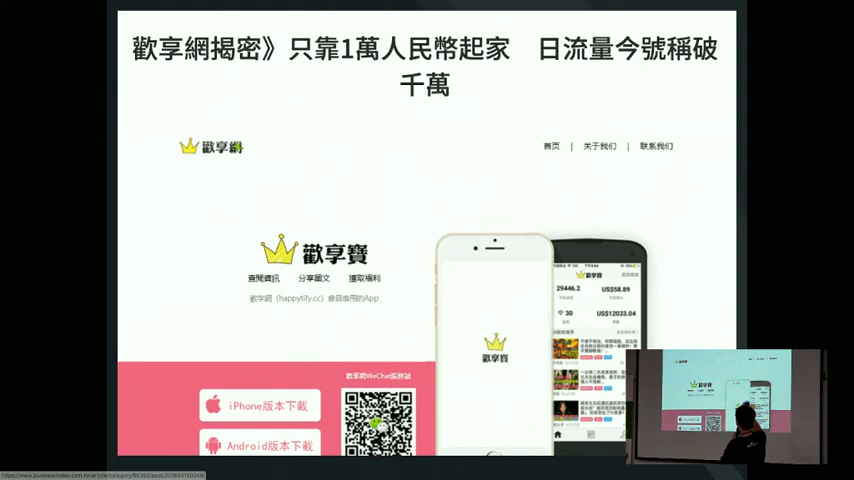 歡享網揭密》只靠1萬人民幣起家　日流量今號稱破
千萬
歡享網
首页 | 关于我们 | 联系我们
歡享寶
查閱資訊 分享圖文 獲取福利
歡享網（happytify.cc）會員專用的App
歡享網WeChat服務號
iPhone版本下載
Android版本下載
歡享寶
歡享寶
29446.2 US$58.89
30 US$12033.04